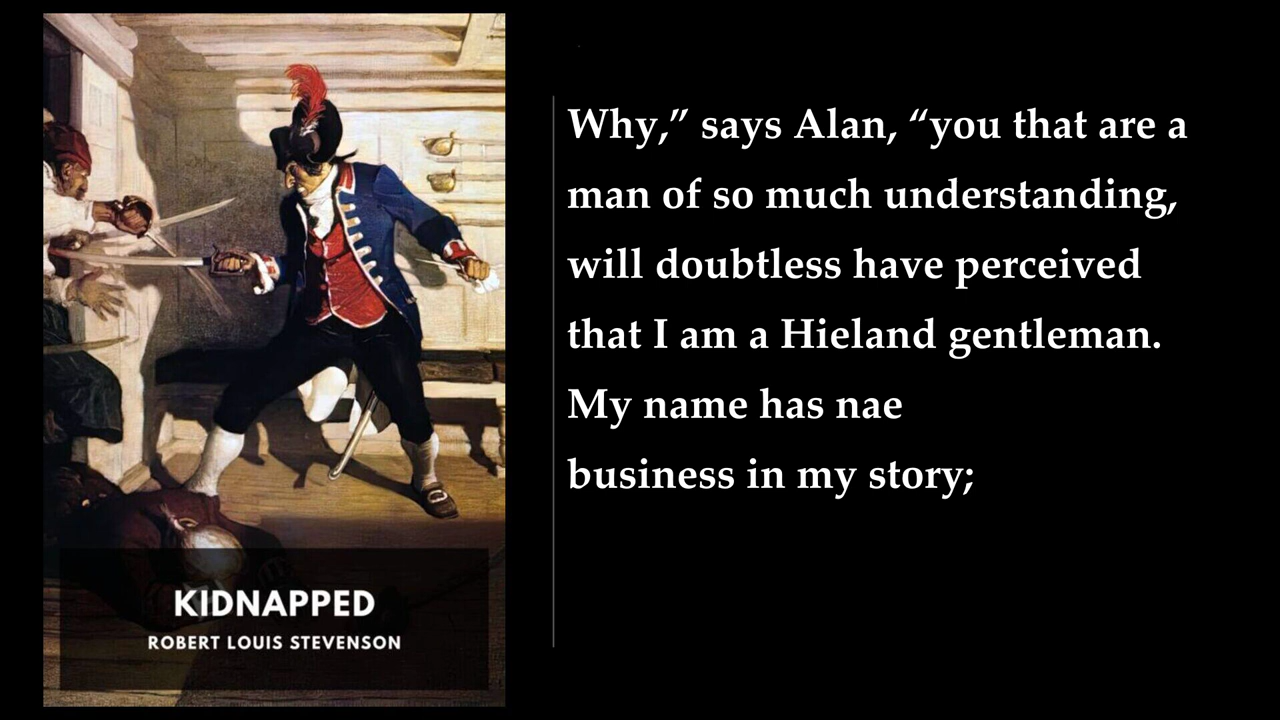 KIDNAPPED
ROBERT LOUIS STEVENSON
Why,” says Alan, “you that are a
man of so much understanding,
will doubtless have perceived
that I am a Hieland gentleman.
My name has nae
business in my story;